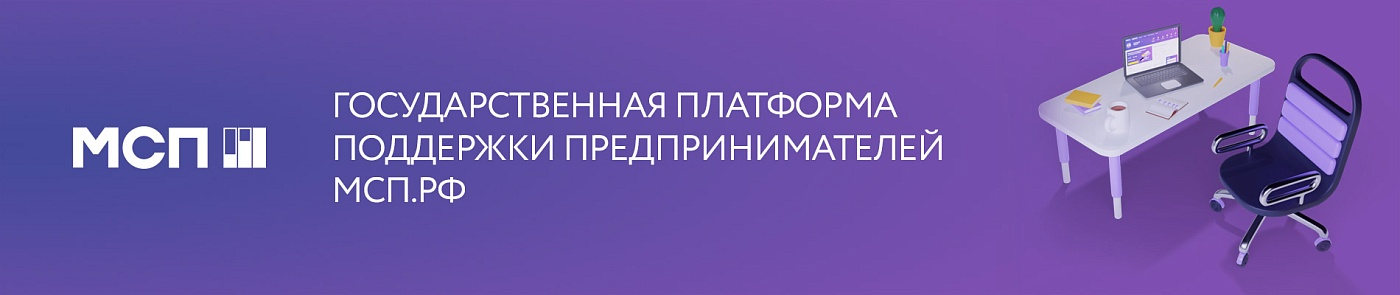 МСП
ГОСУДАРСТВЕННАЯ ПЛАТФОРМА
ПОДДЕРЖКИ ПРЕДПРИНИМАТЕЛЕЙ
МСП.РФ